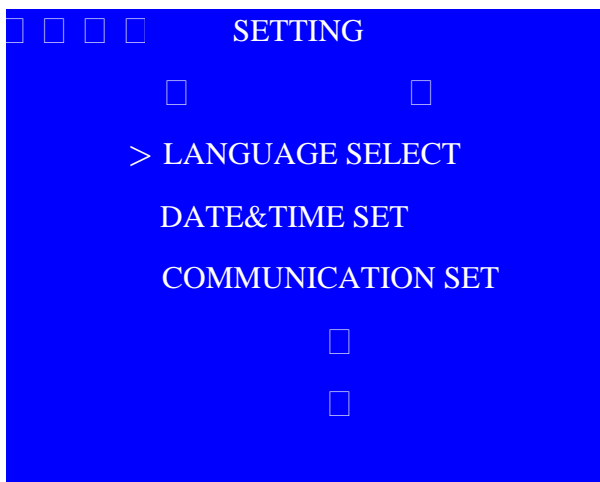 SETTING
> LANGUAGE SELECT
DATE&TIME SET
COMMUNICATION SET